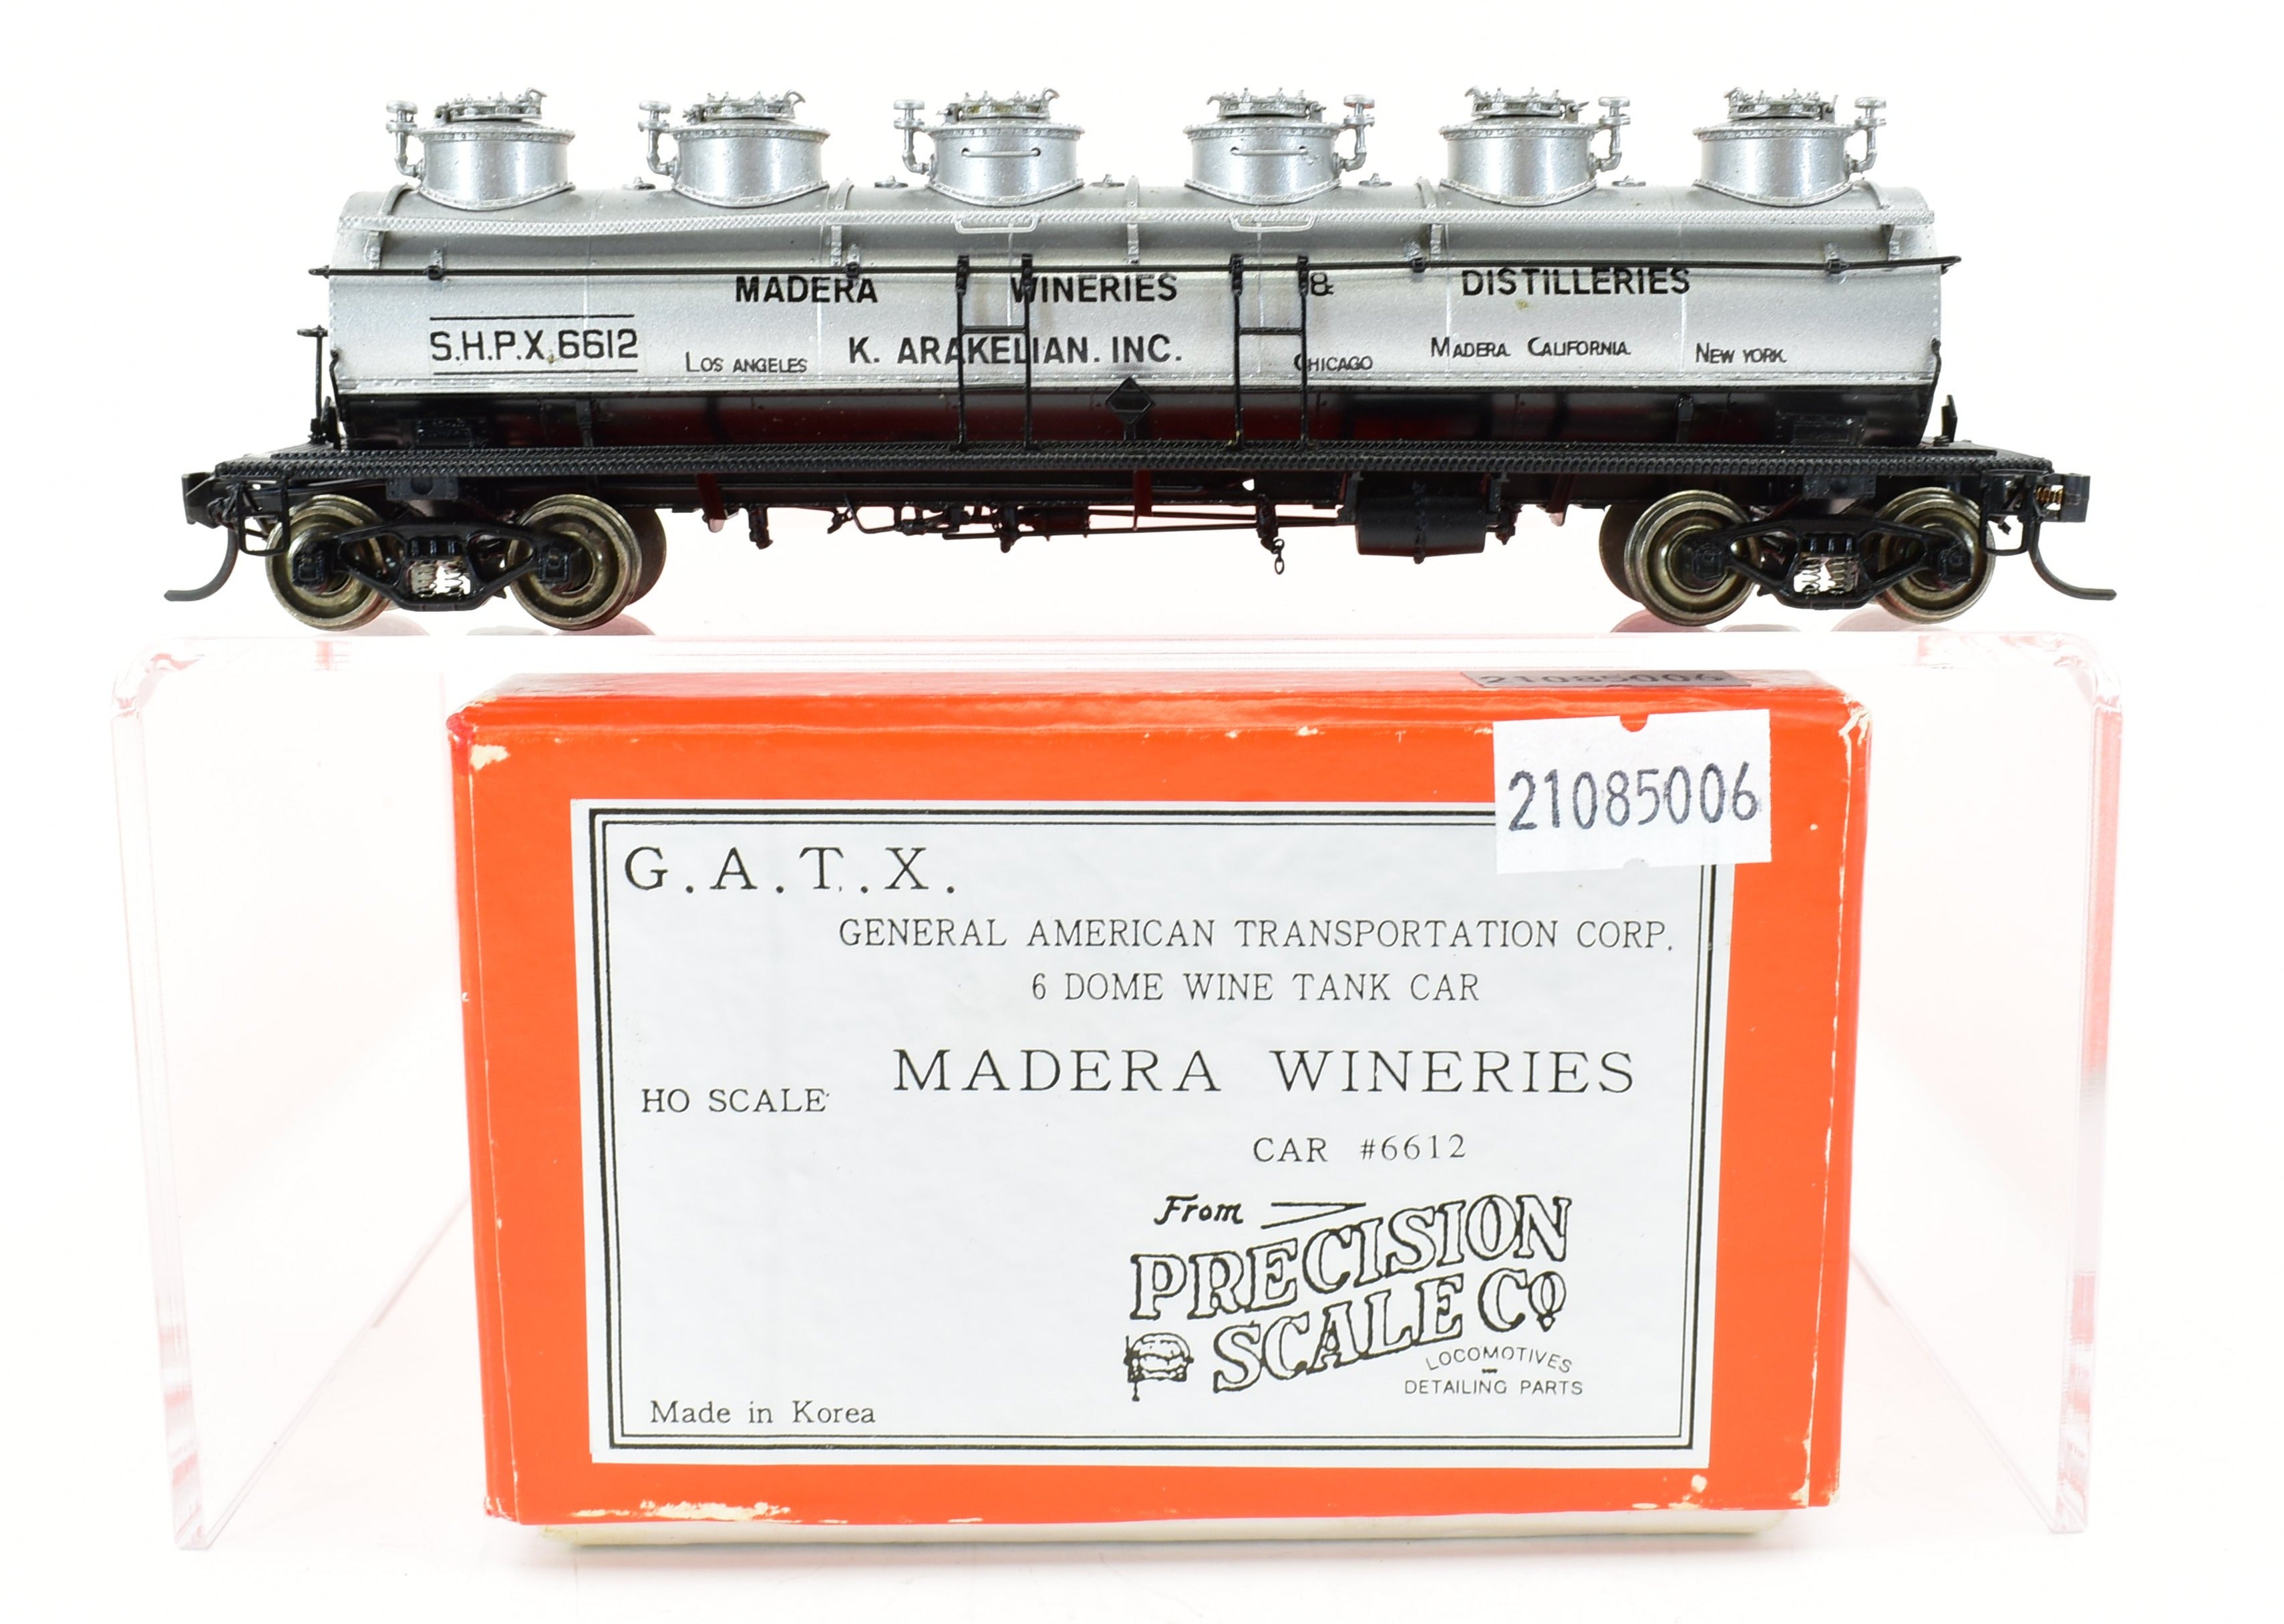 MADERA WINERIES & DISTILLERIES
S.H.P.X. 6612
LOS ANGELES K. ARAKELIAN. INC. CHICAGO MADERA CALIFORNIA NEW YORK
21085006
21085006
G.A.T..X.
GENERAL AMERICAN TRANSPORTATION CORP.
6 DOME WINE TANK CAR
MADERA WINERIES
HO SCALE
CAR #6612
From
PRECISION
SCALE CO
LOCOMOTIVES
DETAILING PARTS
Made in Korea